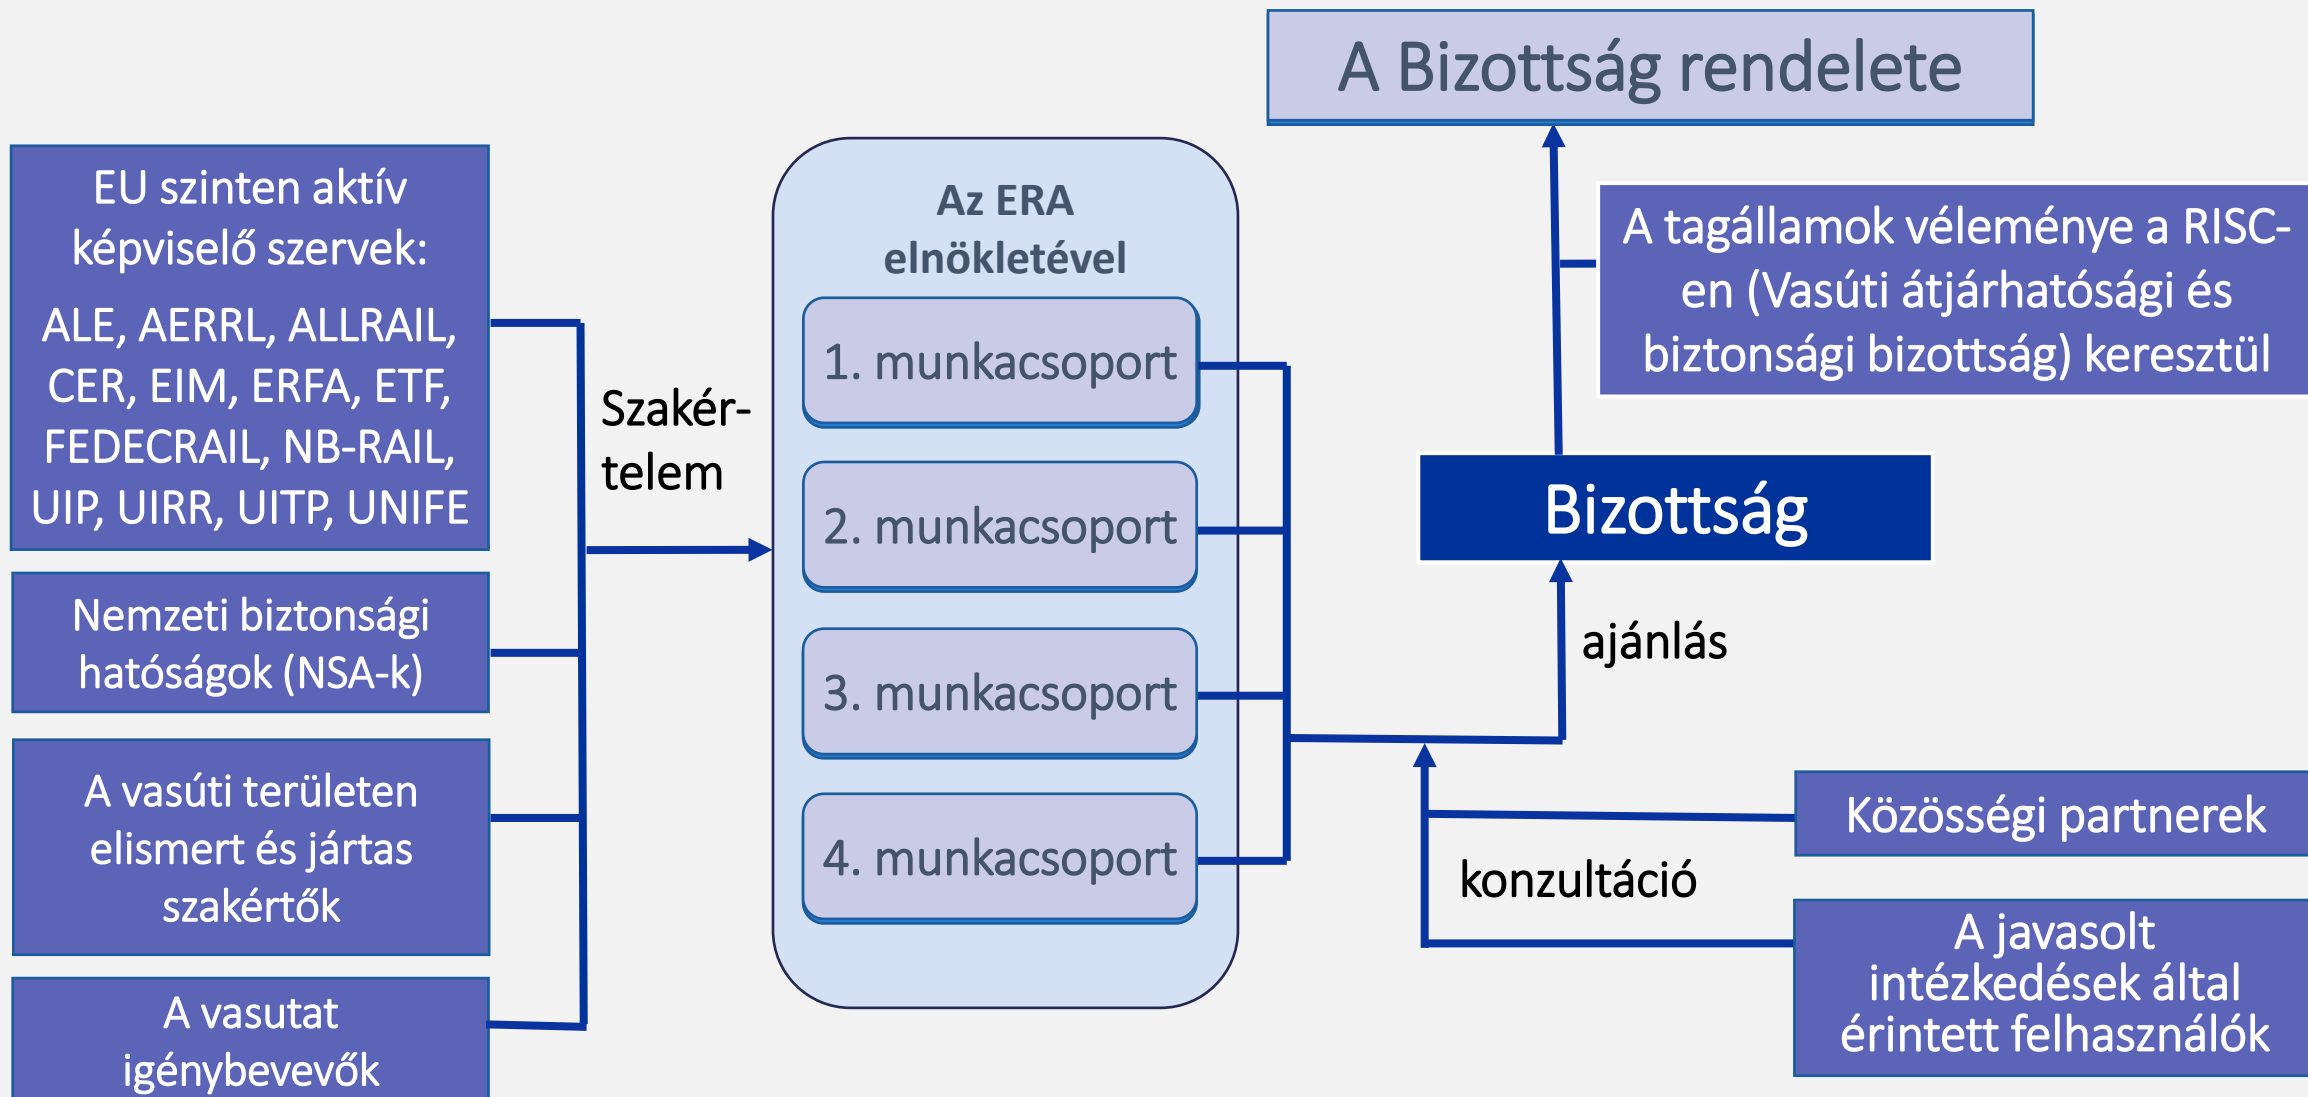 A Bizottság rendelete
EU szinten aktív
képviselő szervek:
ALE, AERRL, ALLRAIL,
CER, EIM, ERFA, ETF,
FEDECRAIL, NB-RAIL,
UIP, UIRR, UITP, UNIFE
Nemzeti biztonsági
hatóságok (NSA-k)
A vasúti területen
elismert és jártas
szakértők
A vasutat
igénybevevők
Szakér-
telem
Az ERA
elnökletével
1. munkacsoport
2. munkacsoport
3. munkacsoport
4. munkacsoport
A tagállamok véleménye a RISC-
en (Vasúti átjárhatósági és
biztonsági bizottság) keresztül
Bizottság
ajánlás
konzultáció
Közösségi partnerek
A javasolt
intézkedések által
érintett felhasználók